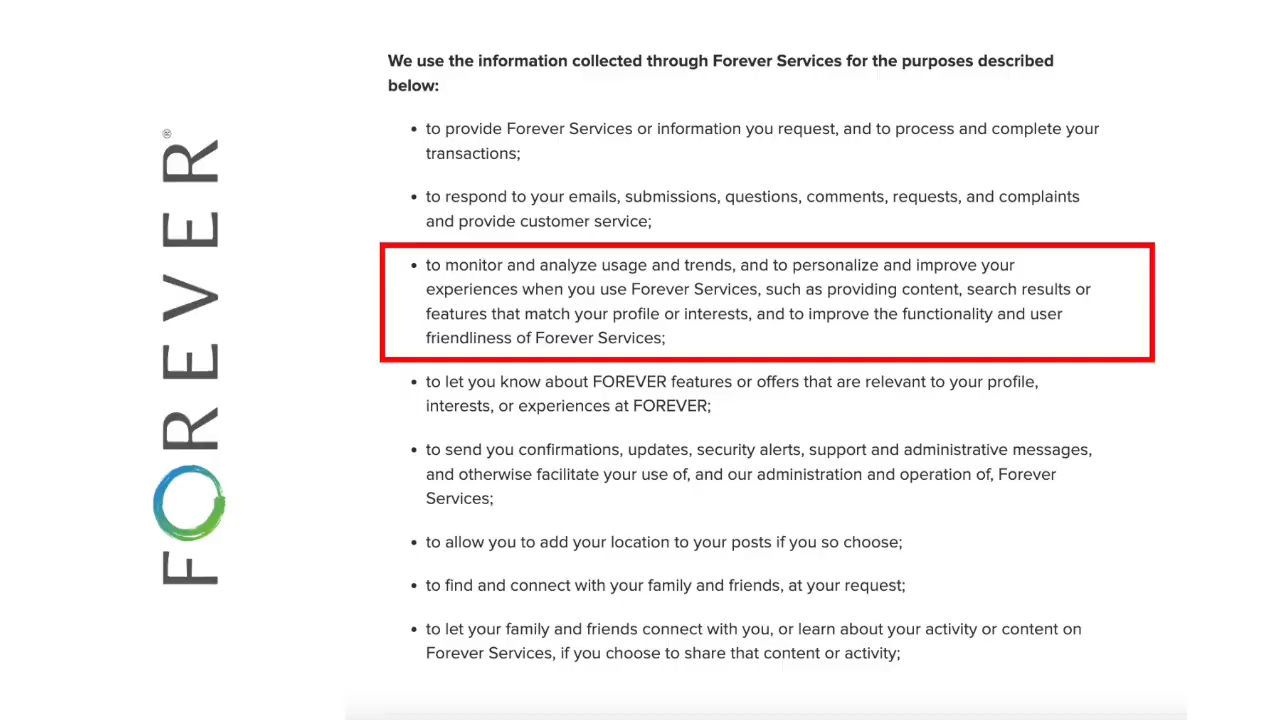 FOREVER®
We use the information collected through Forever Services for the purposes described
below:
• to provide Forever Services or information you request, and to process and complete your
transactions;
• to respond to your emails, submissions, questions, comments, requests, and complaints
and provide customer service;
• to monitor and analyze usage and trends, and to personalize and improve your
experiences when you use Forever Services, such as providing content, search results or
features that match your profile or interests, and to improve the functionality and user
friendliness of Forever Services;
• to let you know about FOREVER features or offers that are relevant to your profile,
interests, or experiences at FOREVER;
• to send you confirmations, updates, security alerts, support and administrative messages,
and otherwise facilitate your use of, and our administration and operation of, Forever
Services;
• to allow you to add your location to your posts if you so choose;
• to find and connect with your family and friends, at your request;
• to let your family and friends connect with you, or learn about your activity or content on
Forever Services, if you choose to share that content or activity;